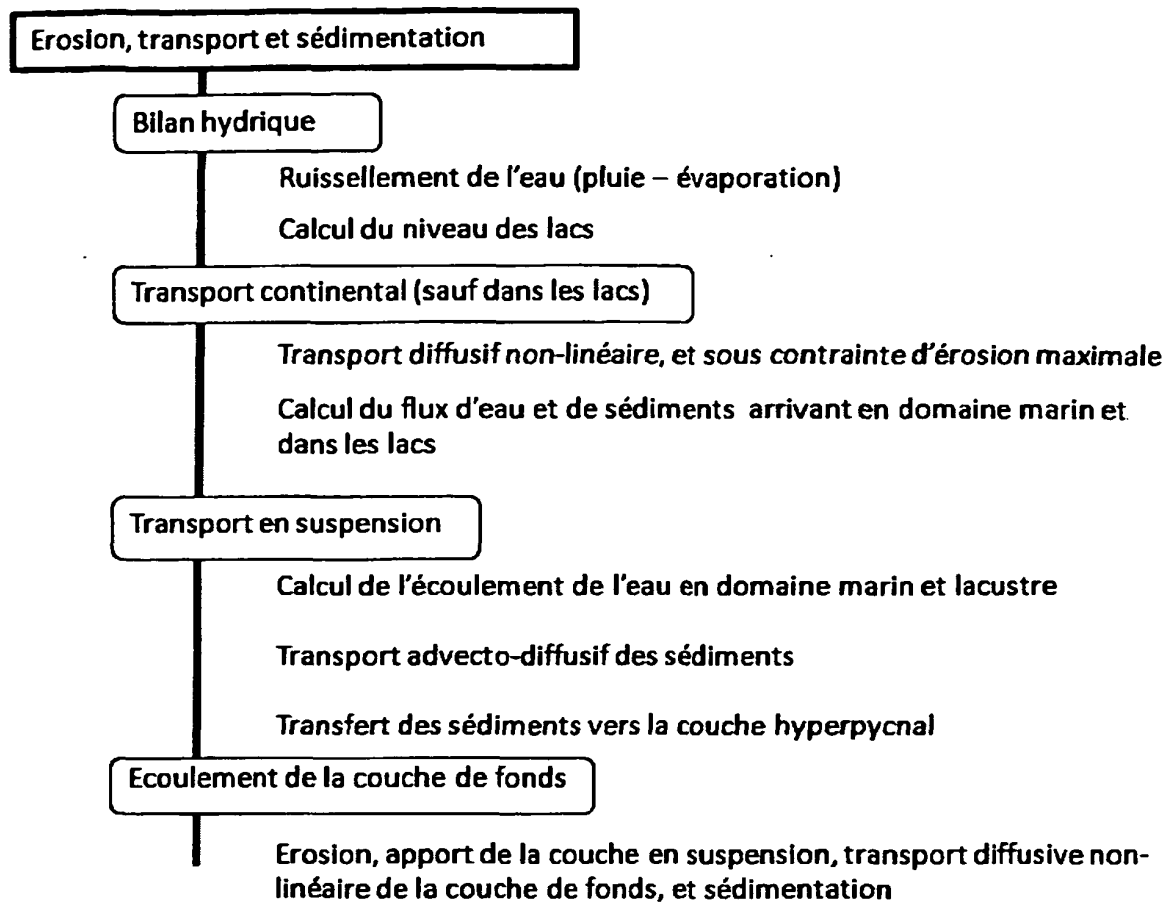 Erosion, transport et sédimentation
Bilan hydrique
Ruissellement de l'eau (pluie – évaporation)
Calcul du niveau des lacs
Transport continental (sauf dans les lacs)
Transport diffusif non-linéaire, et sous contrainte d'érosion maximale
Calcul du flux d'eau et de sédiments arrivant en domaine marin et
dans les lacs
Transport en suspension
Calcul de l'écoulement de l'eau en domaine marin et lacustre
Transport advecto-diffusif des sédiments
Transfert des sédiments vers la couche hyperpycnal
Ecoulement de la couche de fonds
Erosion, apport de la couche en suspension, transport diffusive non-
linéaire de la couche de fonds, et sédimentation